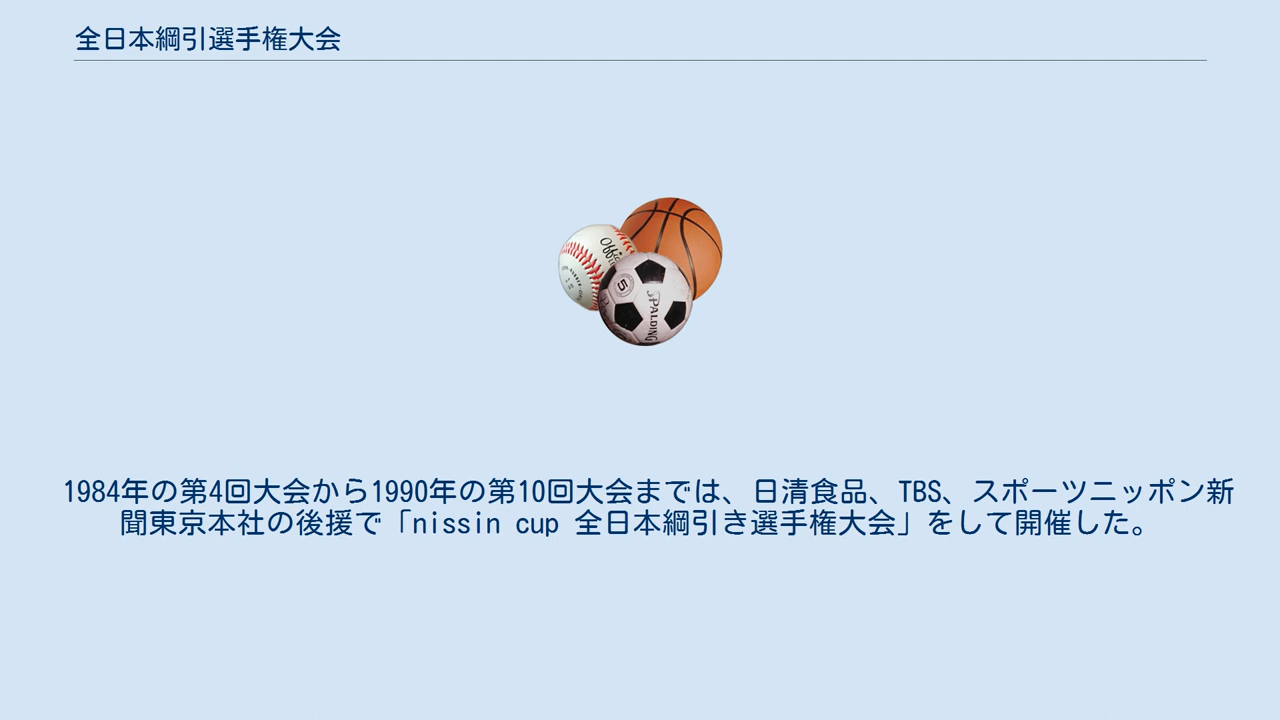 全日本綱引選手権大会
Offic
5
SPALDING
1984年の第4回大会から1990年の第10回大会までは、日清食品、TBS、スポーツニッポン新
聞東京本社の後援で「nissin cup 全日本綱引き選手権大会」をして開催した。